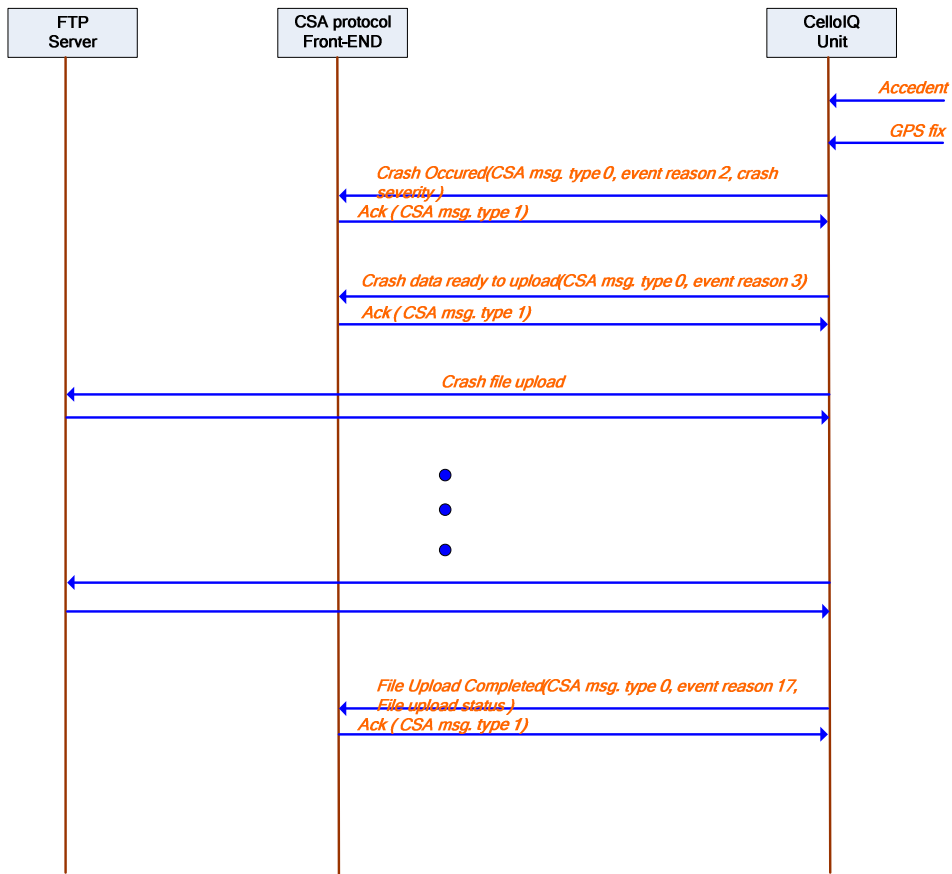 FTP
Server
CSA protocol
Front-END
CelloIQ
Unit
Accedent
GPS fix
Crash Occured(CSA msg. type 0, event reason 2, crash
severity )
Ack ( CSA msg. type 1)
Crash data ready to upload(CSA msg. type 0, event reason 3)
Ack ( CSA msg. type 1)
Crash file upload
File Upload Completed(CSA msg. type 0, event reason 17,
File upload status )
Ack ( CSA msg. type 1)